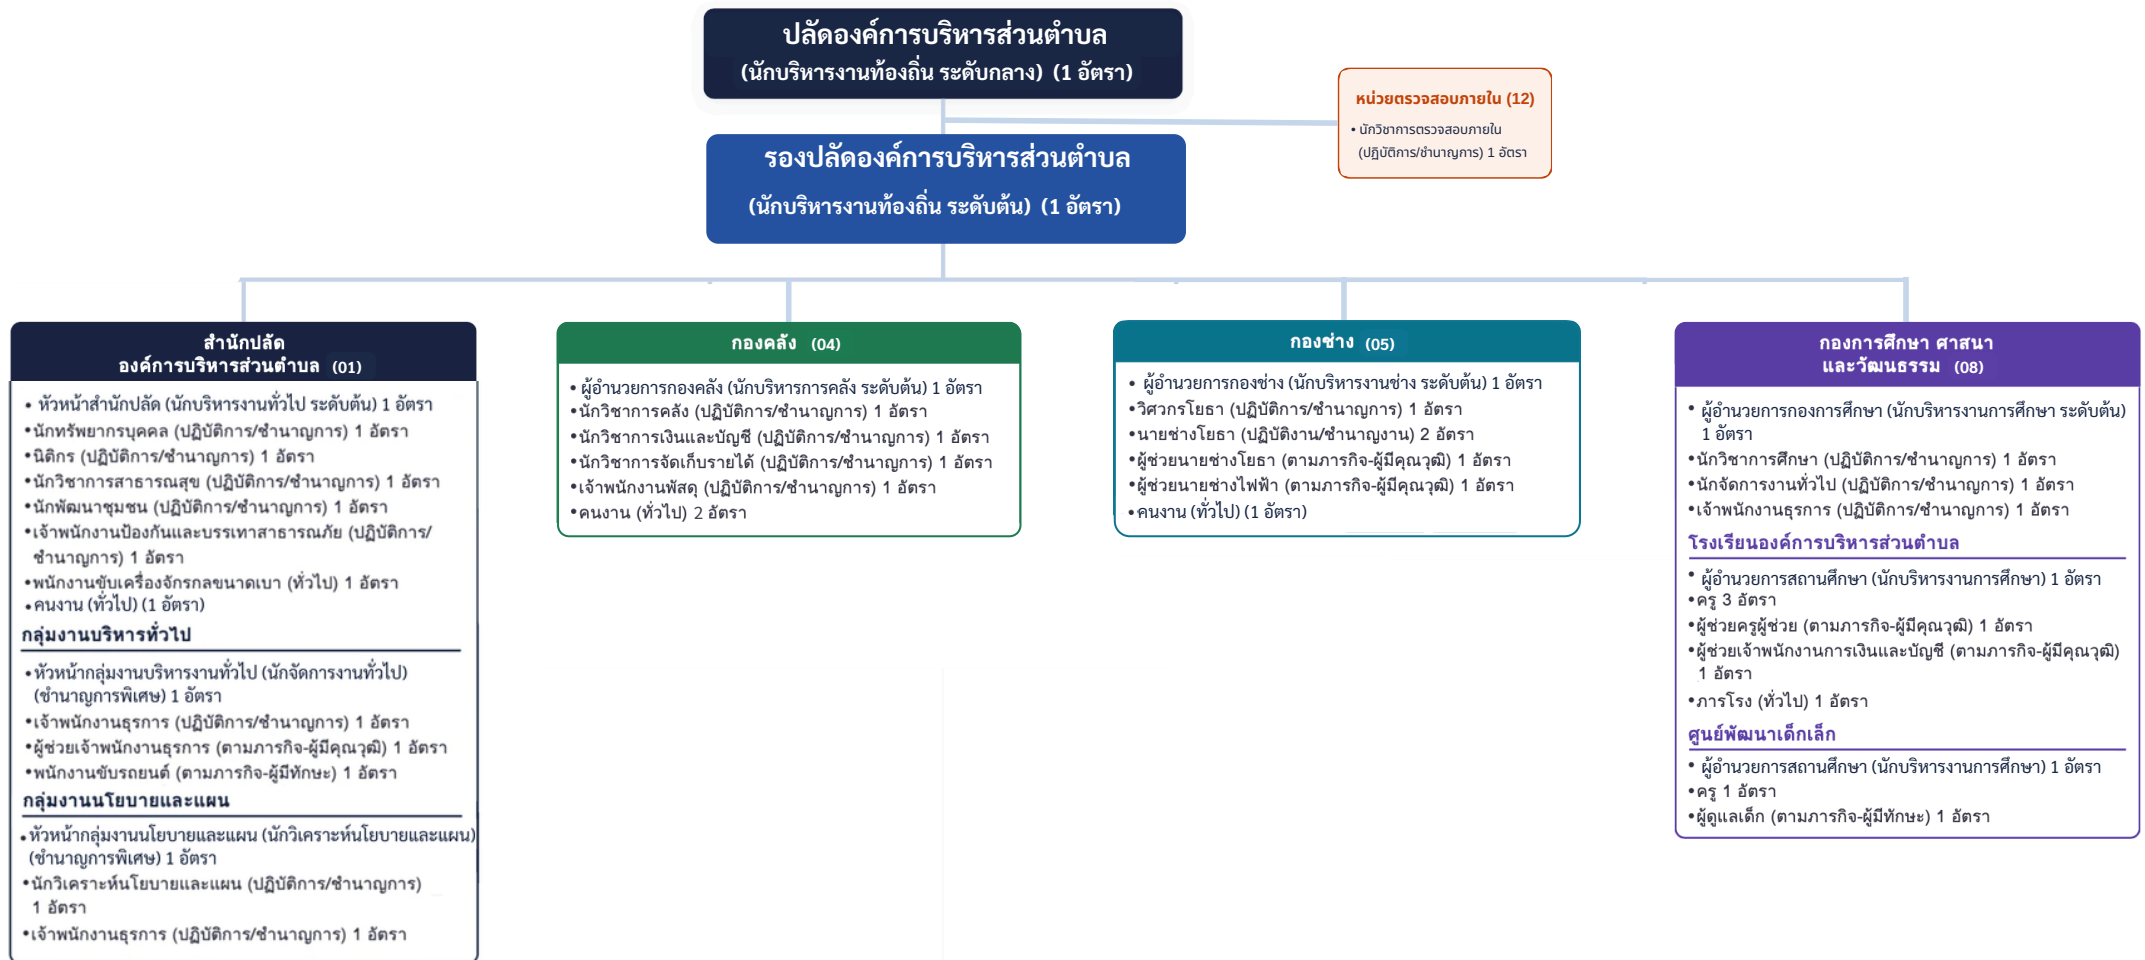 ปลัดองค์การบริหารส่วนตำบล
(นักบริหารงานท้องถิ่น ระดับกลาง) (1 อัตรา)
หน่วยตรวจสอบภายใน (12)
• นักวิชาการตรวจสอบภายใน
(ปฏิบัติการ/ชำนาญการ) 1 อัตรา
รองปลัดองค์การบริหารส่วนตำบล
(นักบริหารงานท้องถิ่น ระดับต้น) (1 อัตรา)
สำนักปลัด
องค์การบริหารส่วนตำบล (01)
• หัวหน้าสำนักปลัด (นักบริหารงานทั่วไป ระดับต้น) 1 อัตรา
•นักทรัพยากรบุคคล (ปฏิบัติการ/ชำนาญการ) 1 อัตรา
•นิติกร (ปฏิบัติการ/ชำนาญการ) 1 อัตรา
•นักวิชาการสาธารณสุข (ปฏิบัติการ/ชำนาญการ) 1 อัตรา
•นักพัฒนาชุมชน (ปฏิบัติการ/ชำนาญการ) 1 อัตรา
•เจ้าพนักงานป้องกันและบรรเทาสาธารณภัย (ปฏิบัติการ/
ชำนาญการ) 1 อัตรา
•พนักงานขับเครื่องจักรกลขนาดเบา (ทั่วไป) 1 อัตรา
•คนงาน (ทั่วไป) (1 อัตรา)
กลุ่มงานบริหารทั่วไป
•หัวหน้ากลุ่มงานบริหารงานทั่วไป (นักจัดการงานทั่วไป)
(ชำนาญการพิเศษ) 1 อัตรา
•เจ้าพนักงานธุรการ (ปฏิบัติการ/ชำนาญการ) 1 อัตรา
•ผู้ช่วยเจ้าพนักงานธุรการ (ตามภารกิจ-ผู้มีคุณวุฒิ) 1 อัตรา
•พนักงานขับรถยนต์ (ตามภารกิจ-ผู้มีทักษะ) 1 อัตรา
กลุ่มงานนโยบายและแผน
•หัวหน้ากลุ่มงานนโยบายและแผน (นักวิเคราะห์นโยบายและแผน)
(ชำนาญการพิเศษ) 1 อัตรา
•นักวิเคราะห์นโยบายและแผน (ปฏิบัติการ/ชำนาญการ)
1 อัตรา
•เจ้าพนักงานธุรการ (ปฏิบัติการ/ชำนาญการ) 1 อัตรา
กองคลัง (04)
•ผู้อำนวยการกองคลัง (นักบริหารการคลัง ระดับต้น) 1 อัตรา
•นักวิชาการคลัง (ปฏิบัติการ/ชำนาญการ) 1 อัตรา
•นักวิชาการเงินและบัญชี (ปฏิบัติการ/ชำนาญการ) 1 อัตรา
•นักวิชาการจัดเก็บรายได้ (ปฏิบัติการ/ชำนาญการ) 1 อัตรา
•เจ้าพนักงานพัสดุ (ปฏิบัติการ/ชำนาญการ) 1 อัตรา
•คนงาน (ทั่วไป) 2 อัตรา
กองช่าง (05)
• ผู้อำนวยการกองช่าง (นักบริหารงานช่าง ระดับต้น) 1 อัตรา
•วิศวกรโยธา (ปฏิบัติการ/ชำนาญการ) 1 อัตรา
•นายช่างโยธา (ปฏิบัติงาน/ชำนาญงาน) 2 อัตรา
•ผู้ช่วยนายช่างโยธา (ตามภารกิจ-ผู้มีคุณวุฒิ) 1 อัตรา
•ผู้ช่วยนายช่างไฟฟ้า (ตามภารกิจ-ผู้มีคุณวุฒิ) 1 อัตรา
•คนงาน (ทั่วไป) (1 อัตรา)
กองการศึกษา ศาสนา
และวัฒนธรรม (08)
• ผู้อำนวยการกองการศึกษา (นักบริหารงานการศึกษา ระดับต้น)
1 อัตรา
•นักวิชาการศึกษา (ปฏิบัติการ/ชำนาญการ) 1 อัตรา
•นักจัดการงานทั่วไป (ปฏิบัติการ/ชำนาญการ) 1 อัตรา
•เจ้าพนักงานธุรการ (ปฏิบัติการ/ชำนาญการ) 1 อัตรา
โรงเรียนองค์การบริหารส่วนตำบล
• ผู้อำนวยการสถานศึกษา (นักบริหารงานการศึกษา) 1 อัตรา
•ครู 3 อัตรา
•ผู้ช่วยครูผู้ช่วย (ตามภารกิจ-ผู้มีคุณวุฒิ) 1 อัตรา
•ผู้ช่วยเจ้าพนักงานการเงินและบัญชี (ตามภารกิจ-ผู้มีคุณวุฒิ)
1 อัตรา
•ภารโรง (ทั่วไป) 1 อัตรา
ศูนย์พัฒนาเด็กเล็ก
• ผู้อำนวยการสถานศึกษา (นักบริหารงานการศึกษา) 1 อัตรา
•ครู 1 อัตรา
•ผู้ดูแลเด็ก (ตามภารกิจ-ผู้มีทักษะ) 1 อัตรา